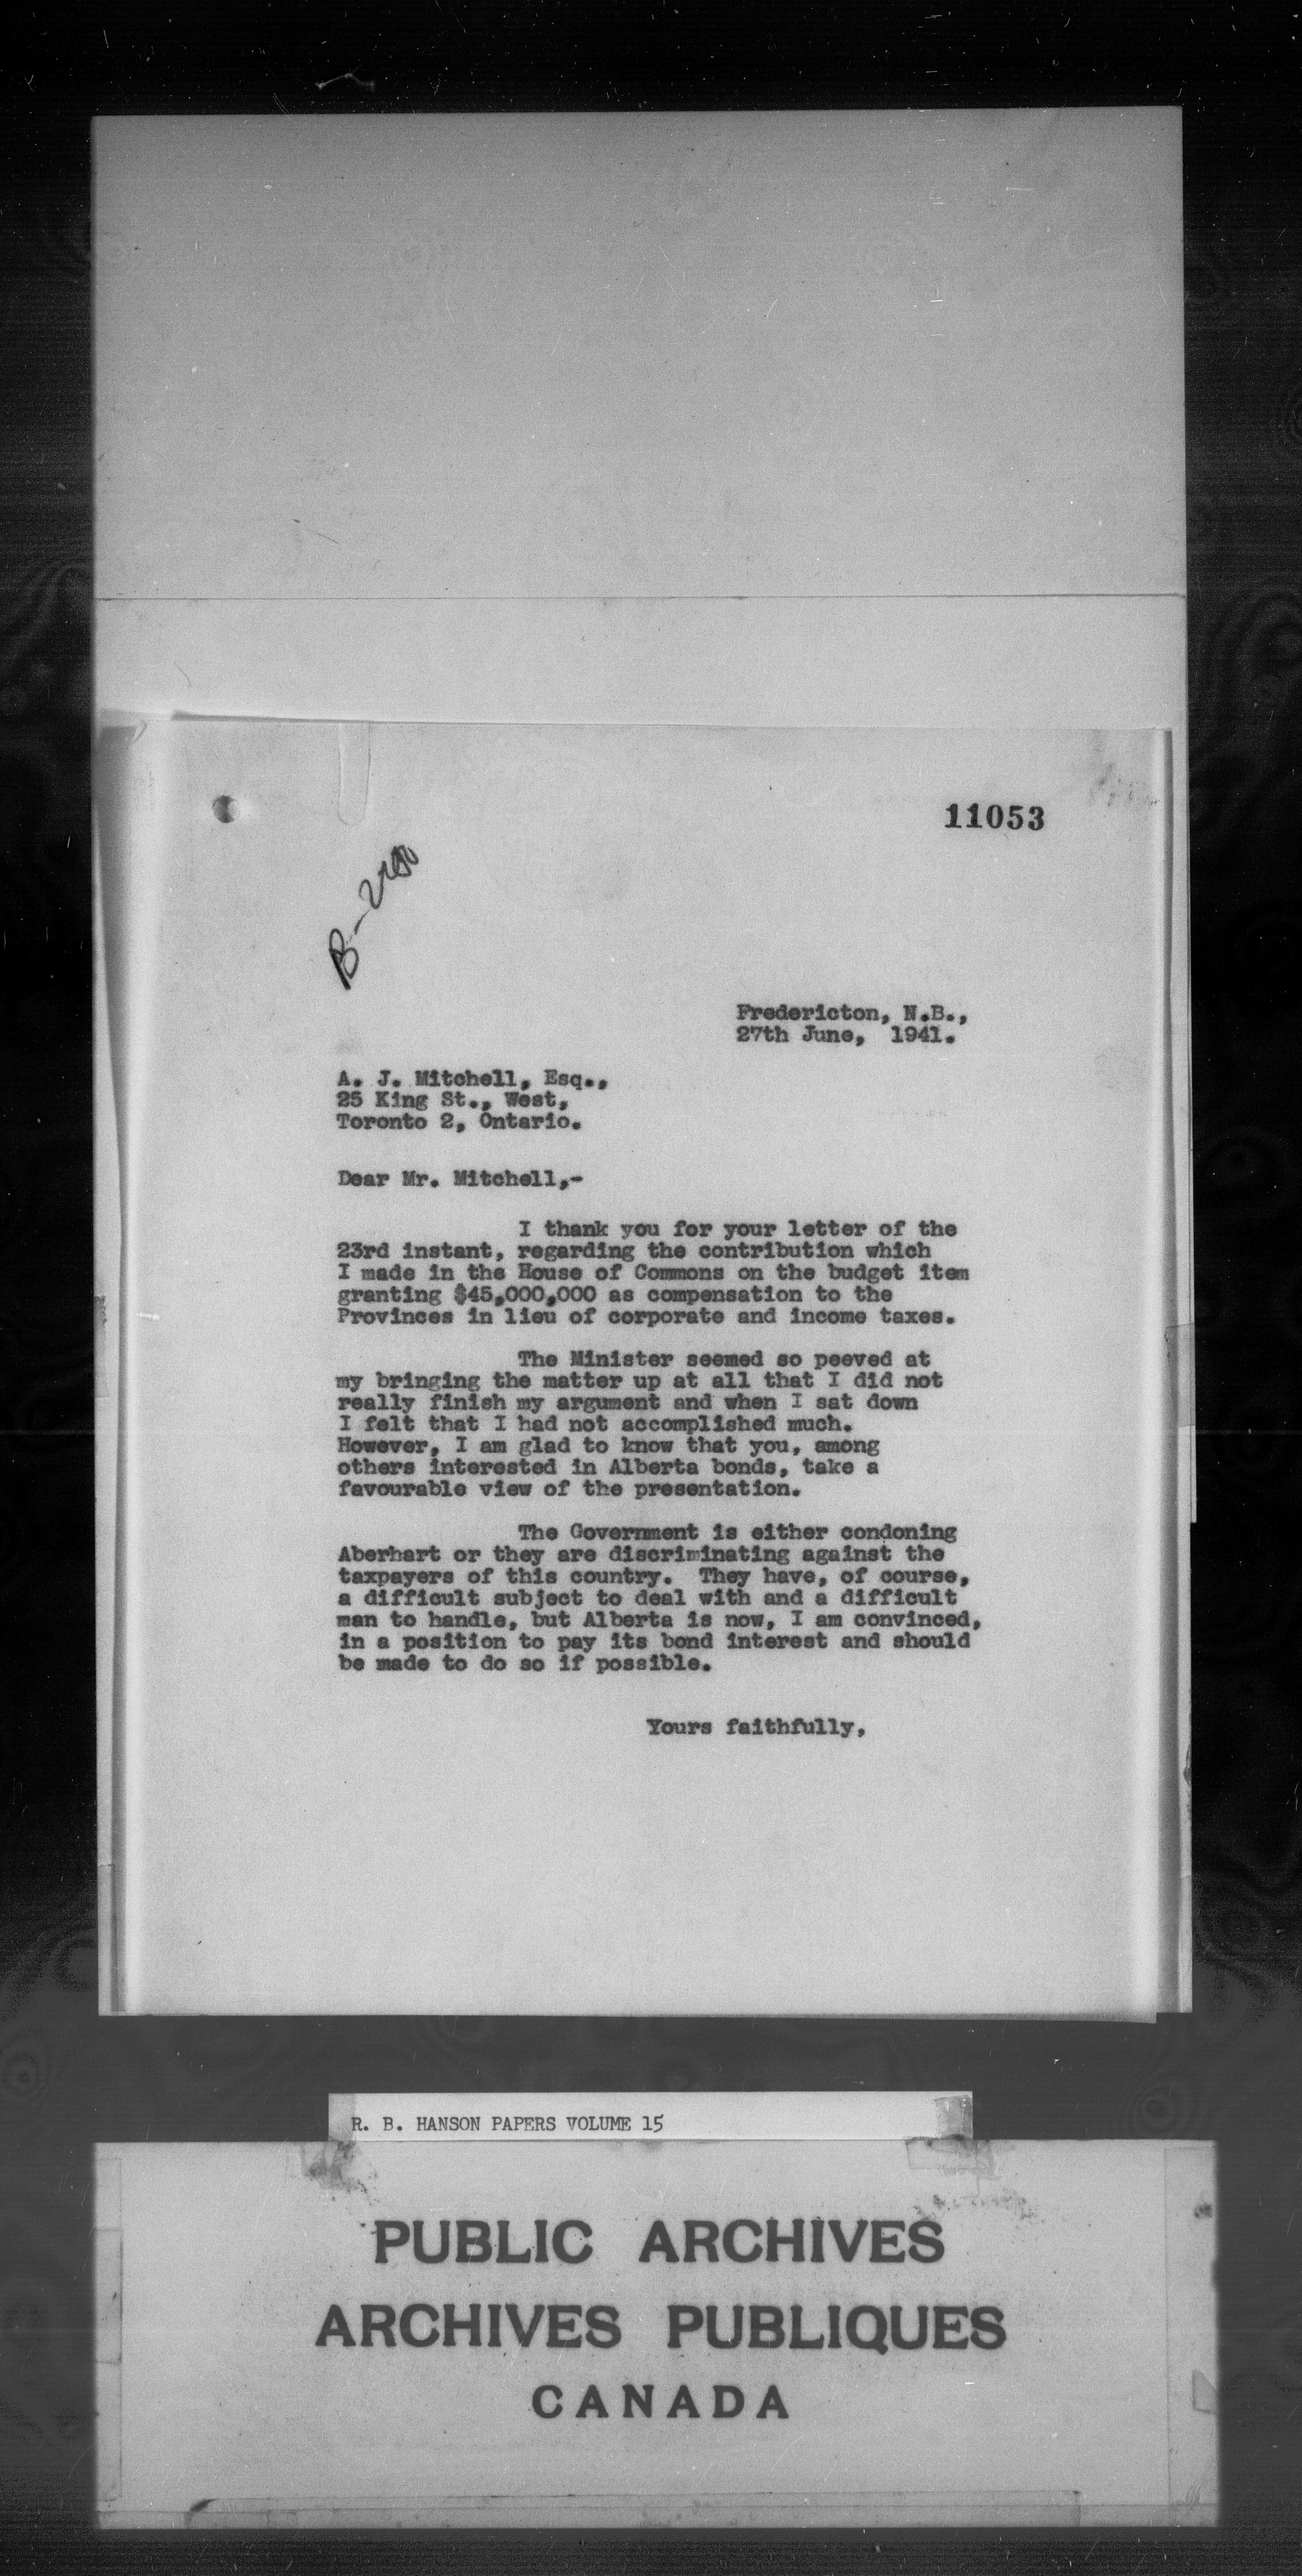 11053
Fredericton, N.B.,
27th June, 1941.
A. J. Mitchell, Esq.,
25 King St., West,
Toronto 2, Ontario.
Dear Mr. Mitchell,-
I thank you for your letter of the
23rd instant, regarding the contribution which
I made in the House of Commons on the budget item
granting $45,000,000 as compensation to the
Provinces in lieu of corporate and income taxes.
The Minister seemed so peeved at
my bringing the matter up at all that I did not
really finish my argument and when I sat down
I felt that I had not accomplished much.
However, I am glad to know that you, among
others interested in Alberta bonds, take a
favourable view of the presentation.
The Government is either condoning
Aberhart or they are discriminating against the
taxpayers of this country. They have, of course,
a difficult subject to deal with and a difficult
man to handle, but Alberta is now, I am convinced,
in a position to pay its bond interest and should
be made to do so if possible.
Yours faithfully,
R. B. HANSON PAPERS VOLUME 15
PUBLIC ARCHIVES
ARCHIVES PUBLIQUES
CANADA